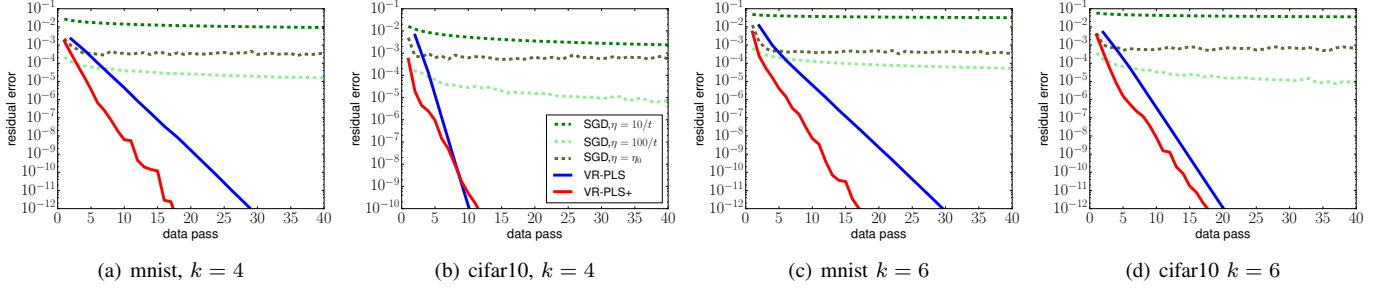 10⁻¹
10⁻²
10⁻³
10⁻⁴
10⁻⁵
10⁻⁶
10⁻⁷
10⁻⁸
10⁻⁹
10⁻¹⁰
10⁻¹¹
10⁻¹²
residual error
0 5 10 15 20 25 30 35 40
data pass
(a) mnist, k = 4
10⁻¹
10⁻²
10⁻³
10⁻⁴
10⁻⁵
10⁻⁶
10⁻⁷
10⁻⁸
10⁻⁹
10⁻¹⁰
residual error
SGD,η = 10/t
SGD,η = 100/t
SGD,η = η₀
VR-PLS
VR-PLS+
0 5 10 15 20 25 30 35 40
data pass
(b) cifar10, k = 4
10⁻¹
10⁻²
10⁻³
10⁻⁴
10⁻⁵
10⁻⁶
10⁻⁷
10⁻⁸
10⁻⁹
10⁻¹⁰
10⁻¹¹
10⁻¹²
residual error
0 5 10 15 20 25 30 35 40
data pass
(c) mnist k = 6
10⁻¹
10⁻²
10⁻³
10⁻⁴
10⁻⁵
10⁻⁶
10⁻⁷
10⁻⁸
10⁻⁹
10⁻¹⁰
10⁻¹¹
10⁻¹²
residual error
0 5 10 15 20 25 30 35 40
data pass
(d) cifar10 k = 6